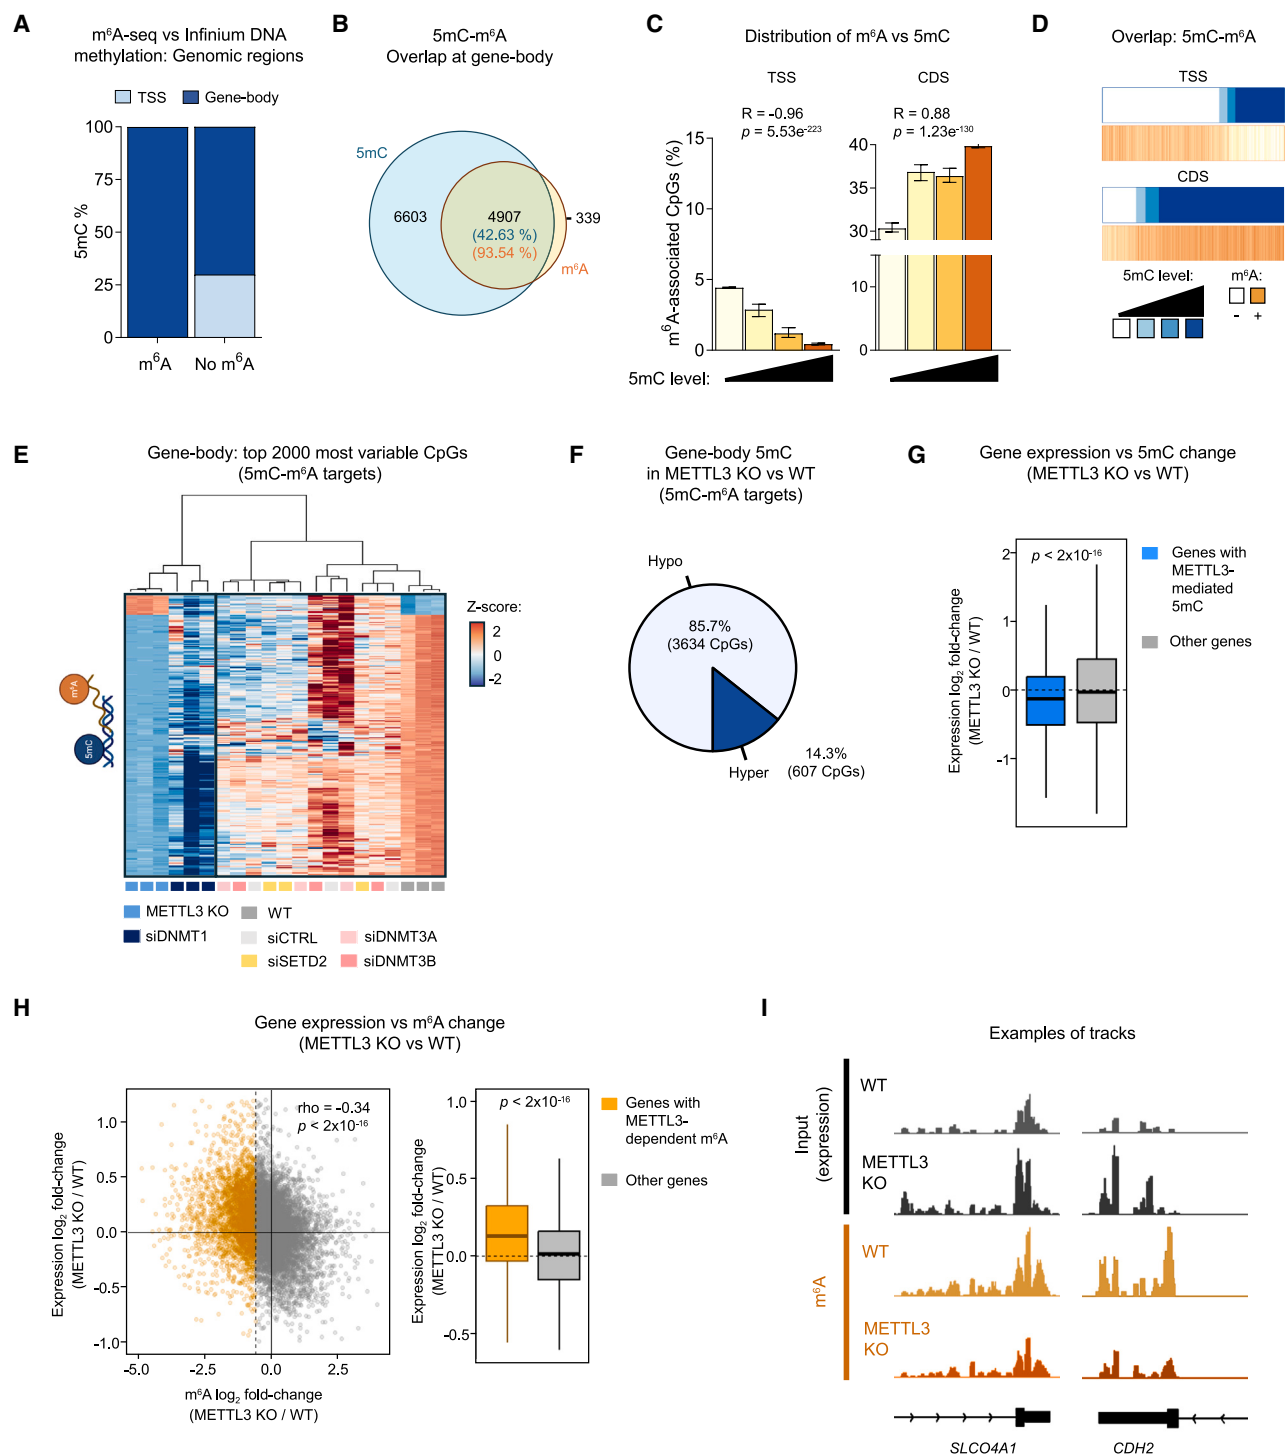 A
m⁶A-seq vs Infinium DNA
methylation: Genomic regions
TSS
Gene-body
5mC %
100
75
50
25
0
m⁶A
No m⁶A
B
5mC-m⁶A
Overlap at gene-body
5mC
6603
4907
(42.63 %)
(93.54 %)
339
m⁶A
C
Distribution of m⁶A vs 5mC
TSS
CDS
R = -0.96
p = 5.53e⁻²²³
R = 0.88
p = 1.23e⁻¹³⁰
m⁶A-associated CpGs (%)
15
10
5
0
40
35
30
10
0
5mC level:
D
Overlap: 5mC-m⁶A
TSS
CDS
5mC level:
m⁶A:
- +
E
Gene-body: top 2000 most variable CpGs
(5mC-m⁶A targets)
Z-score:
2
1
0
-1
-2
m⁶A
5mC
METTL3 KO
WT
siDNMT1
siCTRL
siDNMT3A
siSETD2
siDNMT3B
F
Gene-body 5mC
in METTL3 KO vs WT
(5mC-m⁶A targets)
Hypo
85.7%
(3634 CpGs)
Hyper
14.3%
(607 CpGs)
G
Gene expression vs 5mC change
(METTL3 KO vs WT)
p < 2x10⁻¹⁶
Expression log₂ fold-change
(METTL3 KO / WT)
2
1
0
-1
Genes with
METTL3-
mediated
5mC
Other genes
H
Gene expression vs m⁶A change
(METTL3 KO vs WT)
rho = -0.34
p < 2x10⁻¹⁶
Expression log₂ fold-change
(METTL3 KO / WT)
1.0
0.5
0.0
-0.5
-1.0
-5.0
-2.5
0.0
2.5
m⁶A log₂ fold-change
(METTL3 KO / WT)
p < 2x10⁻¹⁶
Expression log₂ fold-change
(METTL3 KO / WT)
1.0
0.5
0.0
-0.5
Genes with
METTL3-
dependent m⁶A
Other genes
I
Examples of tracks
Input
(expression)
WT
METTL3
KO
m⁶A
WT
METTL3
KO
SLCO4A1
CDH2